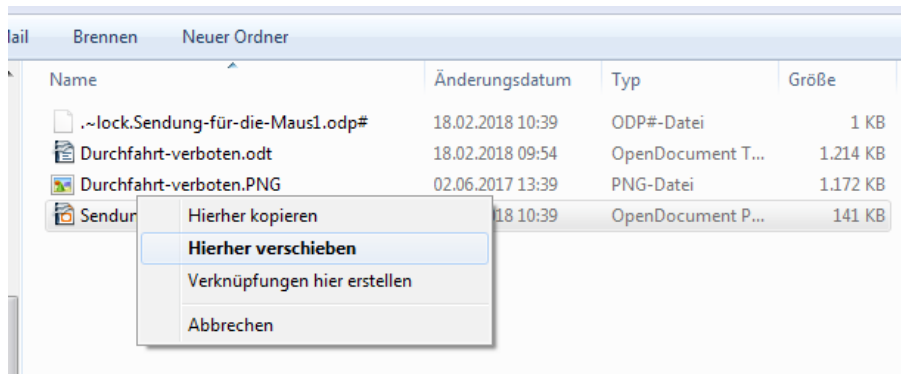 Brennen Neuer Ordner
Name Änderungsdatum Typ Größe
.~lock.Sendung-für-die-Maus1.odp# 18.02.2018 10:39 ODP#-Datei 1 KB
Durchfahrt-verboten.odt 18.02.2018 09:54 OpenDocument T... 1.214 KB
Durchfahrt-verboten.PNG 02.06.2017 13:39 PNG-Datei 1.172 KB
10:39 OpenDocument P... 141 KB
Hierher kopieren
Hierher verschieben
Verknüpfungen hier erstellen
Abbrechen